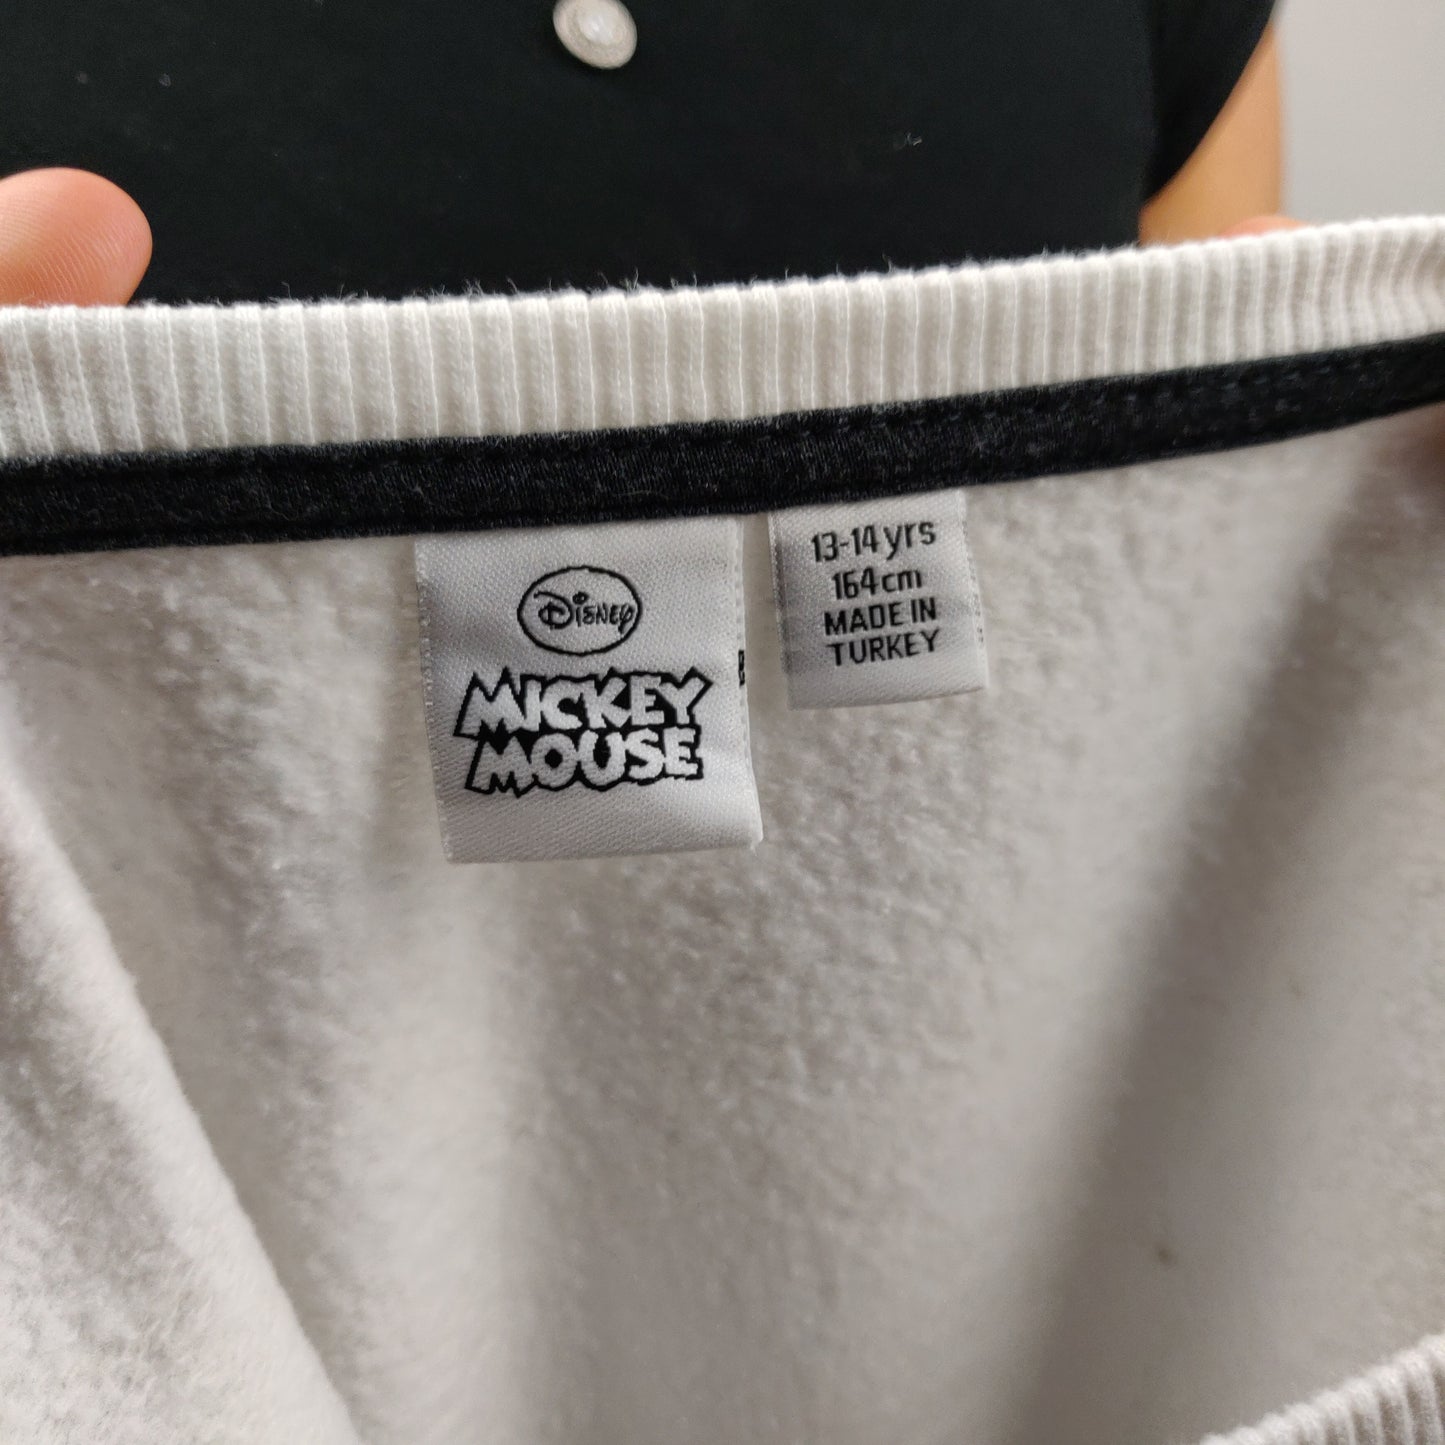 Disney
MICKEY
MOUSE
13-14 yrs
164cm
MADE IN
TURKEY